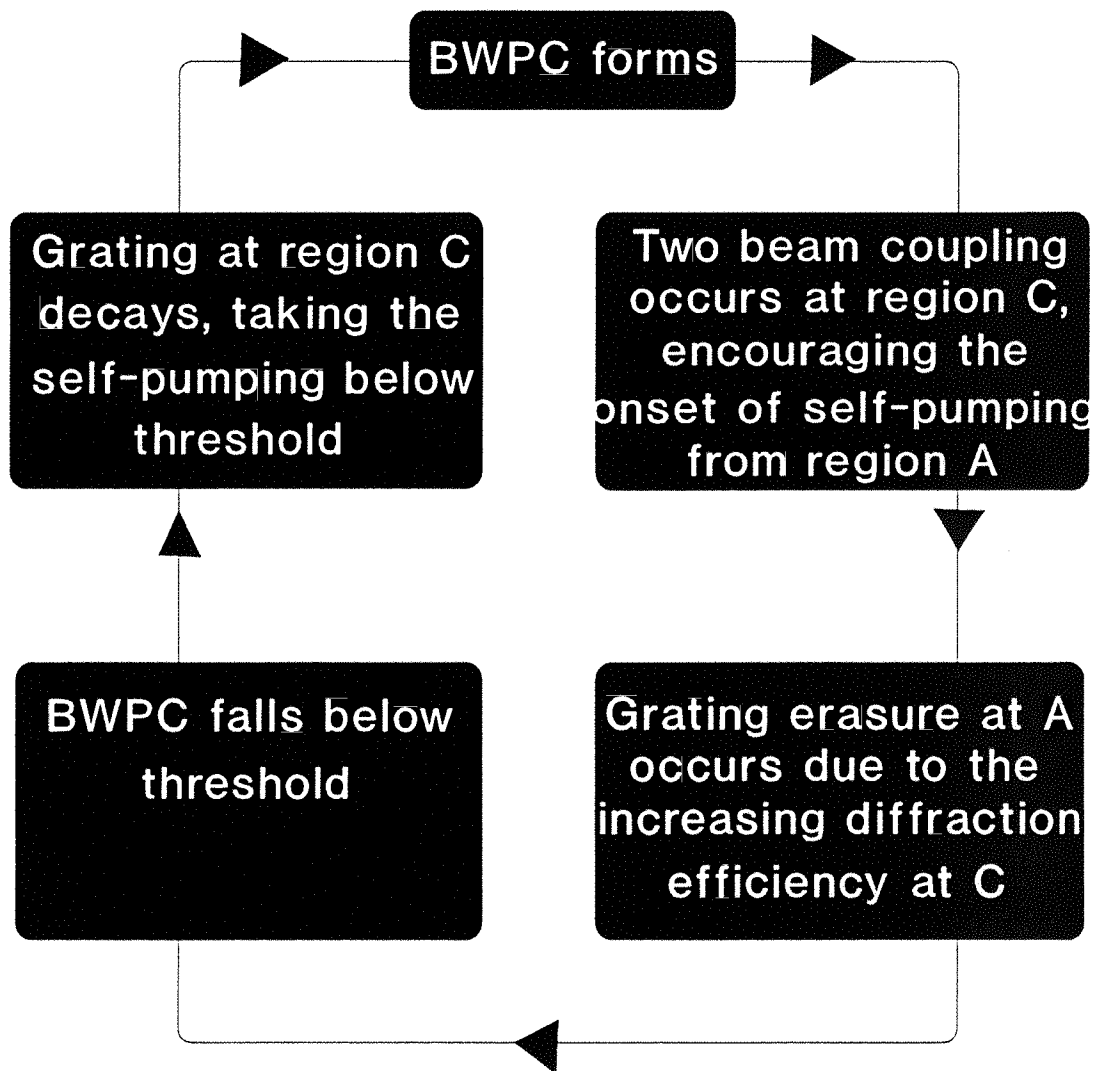 BWPC forms
Two beam coupling
occurs at region C,
encouraging the
onset of self-pumping
from region A
Grating erasure at A
occurs due to the
increasing diffraction
efficiency at C
BWPC falls below
threshold
Grating at region C
decays, taking the
self-pumping below
threshold